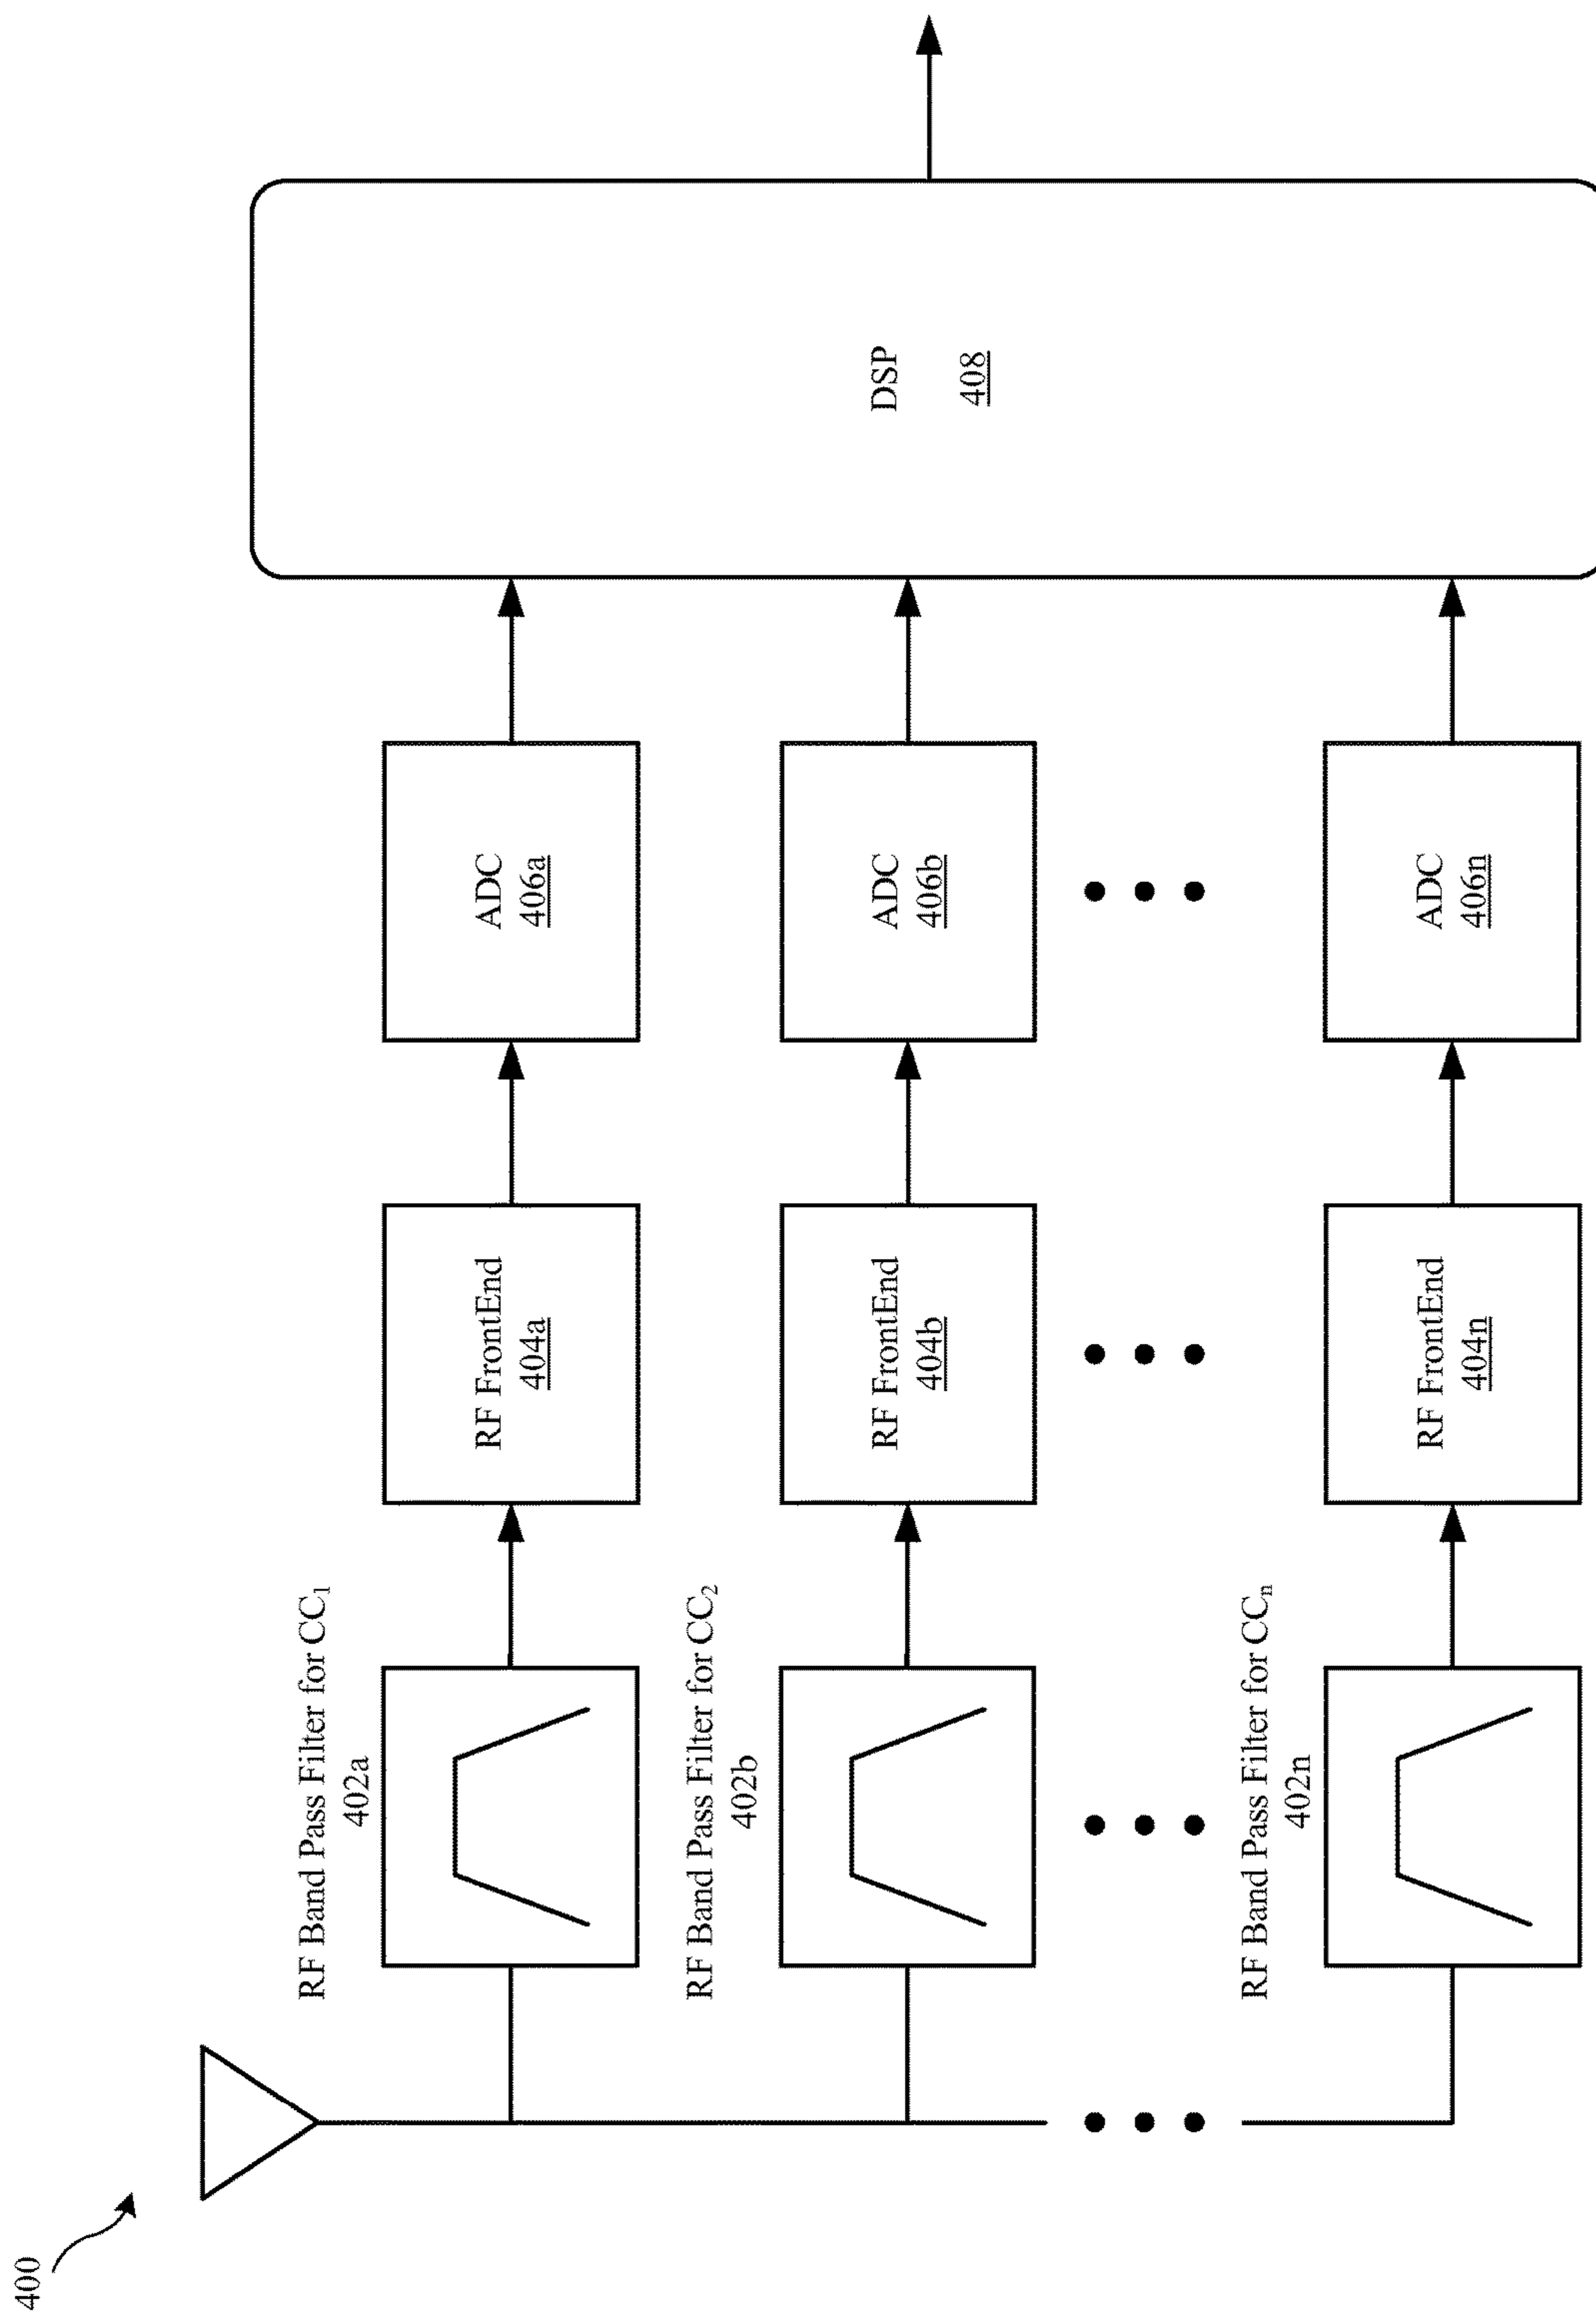 400
RF Band Pass Filter for CC₁
402a
RF FrontEnd
404a
ADC
406a
RF Band Pass Filter for CC₂
402b
RF FrontEnd
404b
ADC
406b
RF Band Pass Filter for CCₙ
402n
RF FrontEnd
404n
ADC
406n
DSP
408